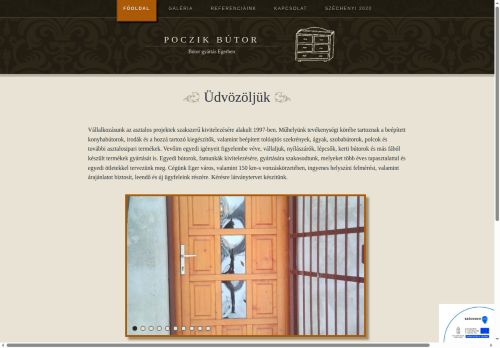 FŐOLDAL
GALÉRIA
REFERENCIÁINK
KAPCSOLAT
SZÉCHENYI 2020
POCZIK BÚTOR
Bútor gyártás Egerben
Üdvözöljük
Vállalkozásunk az asztalos projektek szakszerű kivitelezésére alakult 1997-ben. Műhelyünk tevékenységi körébe tartoznak a beépített
konyhabútorok, irodák és a hozzá tartozó kiegészítők, valamint beépített tolóajtós szekrények, ágyak, szobabútorok, polcok és
további asztalosipari termékek. Vevőim egyedi igényeit figyelembe véve, vállaljuk, nyílászárók, lépcsők, kerti bútorok és más fából
készült termékek gyártását is. Egyedi bútorok, famunkák kivitelezésére, gyártására szakosodtunk, melyeket több éves tapasztalattal és
egyedi ötletekkel tervezünk meg. Cégünk Eger város, valamint 150 km-s vonzáskörzetében, ingyenes helyszíni felmérést, valamint
árajánlatot biztosít, leendő és új ügyfeleink részére. Kérésre látványtervet készítünk.